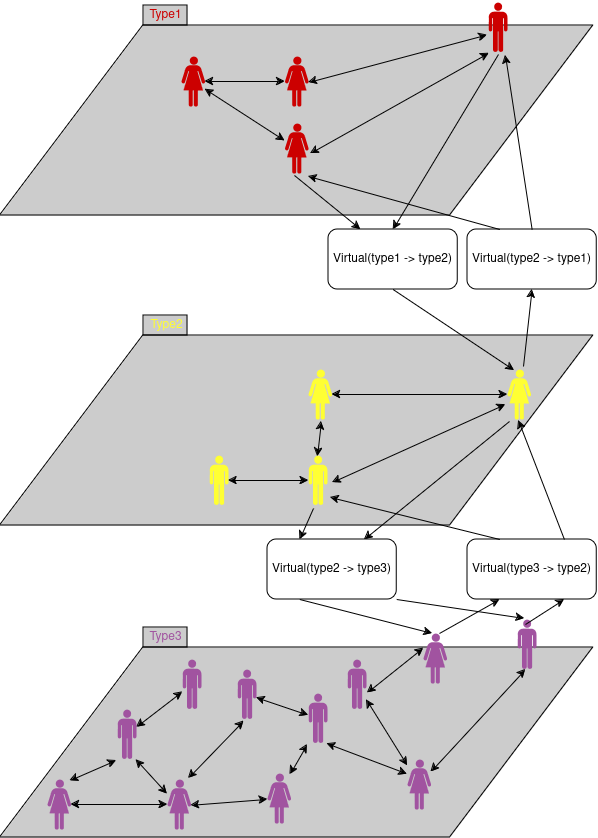 Type1
Virtual(type1 -> type2)
Virtual(type2 -> type1)
Type2
Virtual(type2 -> type3)
Virtual(type3 -> type2)
Type3